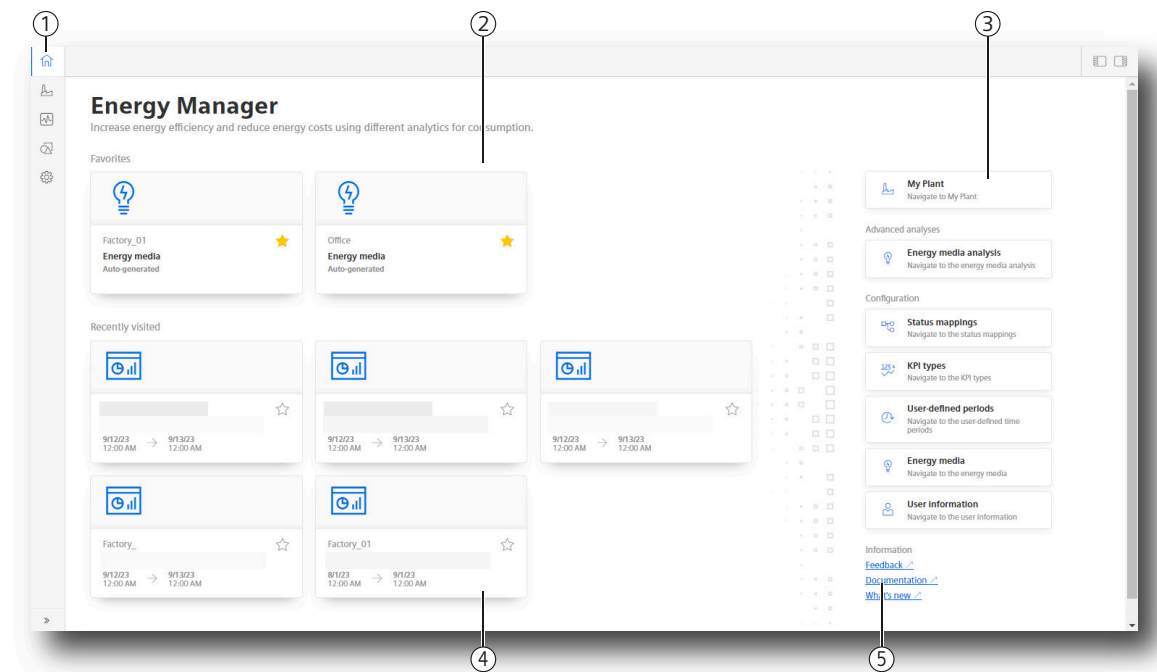 1
2
3
Energy Manager
Increase energy efficiency and reduce energy costs using different analytics for consumption.
Favorites
Factory_01
Energy media
Auto-generated
Office
Energy media
Auto-generated
Recently visited
9/12/23
12:00 AM
9/13/23
12:00 AM
9/12/23
12:00 AM
9/13/23
12:00 AM
9/12/23
12:00 AM
9/13/23
12:00 AM
Factory_
9/12/23
12:00 AM
9/13/23
12:00 AM
Factory_01
8/1/23
12:00 AM
9/1/23
12:00 AM
My Plant
Navigate to My Plant
Advanced analyses
Energy media analysis
Navigate to the energy media analysis
Configuration
Status mappings
Navigate to the status mappings
KPI types
Navigate to the KPI types
User-defined periods
Navigate to the user-defined time
periods
Energy media
Navigate to the energy media
User information
Navigate to the user information
Information
Feedback
Documentation
What's new
4
5